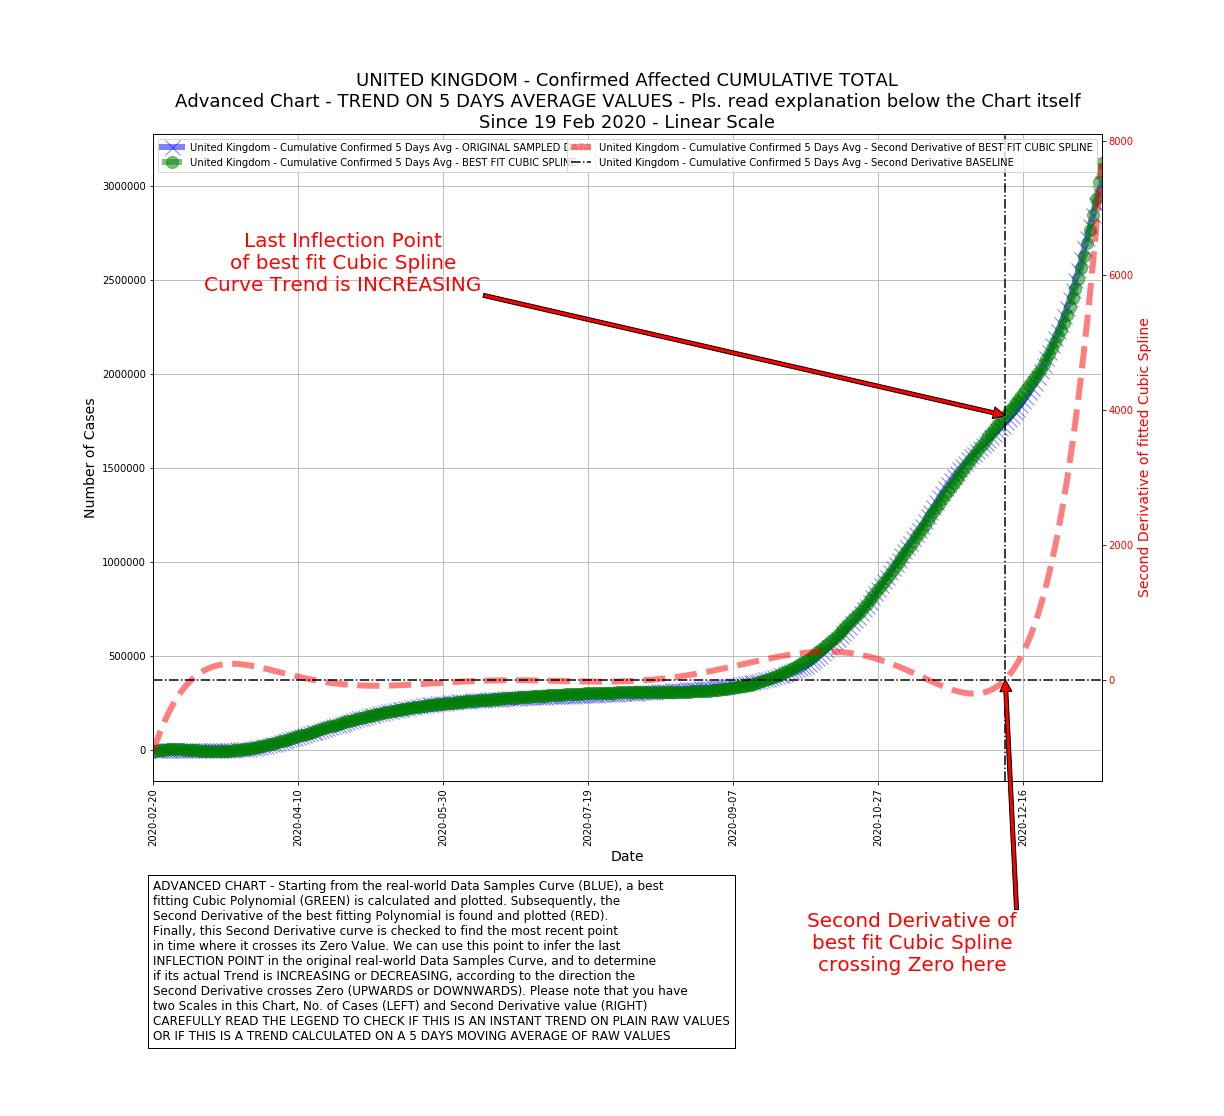 UNITED KINGDOM - Confirmed Affected CUMULATIVE TOTAL
Advanced Chart - TREND ON 5 DAYS AVERAGE VALUES - Pls. read explanation below the Chart itself
Since 19 Feb 2020 - Linear Scale
United Kingdom - Cumulative Confirmed 5 Days Avg - ORIGINAL SAMPLED
United Kingdom - Cumulative Confirmed 5 Days Avg - BEST FIT CUBIC SPLINE
United Kingdom - Cumulative Confirmed 5 Days Avg - Second Derivative of BEST FIT CUBIC SPLINE
United Kingdom - Cumulative Confirmed 5 Days Avg - Second Derivative BASELINE
Last Inflection Point
of best fit Cubic Spline
Curve Trend is INCREASING
Number of Cases
3000000
2500000
2000000
1500000
1000000
500000
0
8000
6000
4000
2000
0
Second Derivative of fitted Cubic Spline
2020-02-20
2020-04-10
2020-05-30
2020-07-19
2020-09-07
2020-10-27
2020-12-16
Date
ADVANCED CHART - Starting from the real-world Data Samples Curve (BLUE), a best
fitting Cubic Polynomial (GREEN) is calculated and plotted. Subsequently, the
Second Derivative of the best fitting Polynomial is found and plotted (RED).
Finally, this Second Derivative curve is checked to find the most recent point
in time where it crosses its Zero Value. We can use this point to infer the last
INFLECTION POINT in the original real-world Data Samples Curve, and to determine
if its actual Trend is INCREASING or DECREASING, according to the direction the
Second Derivative crosses Zero (UPWARDS or DOWNWARDS). Please note that you have
two Scales in this Chart, No. of Cases (LEFT) and Second Derivative value (RIGHT)
CAREFULLY READ THE LEGEND TO CHECK IF THIS IS AN INSTANT TREND ON PLAIN RAW VALUES
OR IF THIS IS A TREND CALCULATED ON A 5 DAYS MOVING AVERAGE OF RAW VALUES
Second Derivative of
best fit Cubic Spline
crossing Zero here